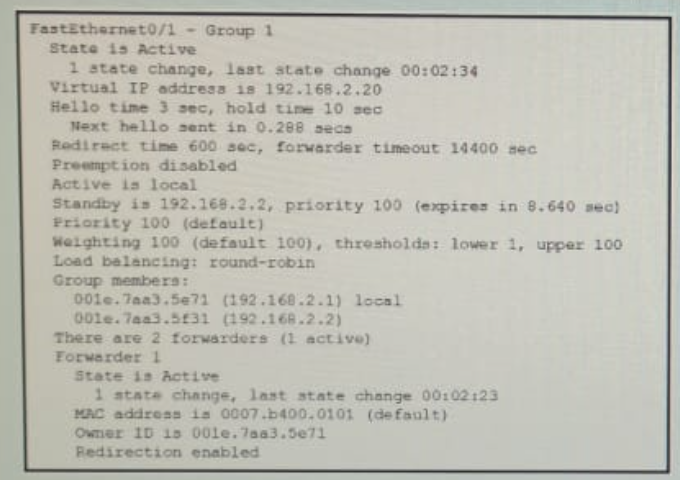 FastEthernet0/1 - Group 1
State is Active
1 state change, last state change 00:02:34
Virtual IP address is 192.168.2.20
Hello time 3 sec, hold time 10 sec
Next hello sent in 0.288 secs
Redirect time 600 sec, forwarder timeout 14400 sec
Preemption disabled
Active is local
Standby is 192.168.2.2, priority 100 (expires in 8.640 sec)
Priority 100 (default)
Weighting 100 (default 100), thresholds: lower 1, upper 100
Load balancing: round-robin
Group members:
001e.7aa3.5e71 (192.168.2.1) local
001e.7aa3.5f31 (192.168.2.2)
There are 2 forwarders (1 active)
Forwarder 1
State is Active
1 state change, last state change 00:02:23
MAC address is 0007.b400.0101 (default)
Owner ID is 001e.7aa3.5e71
Redirection enabled